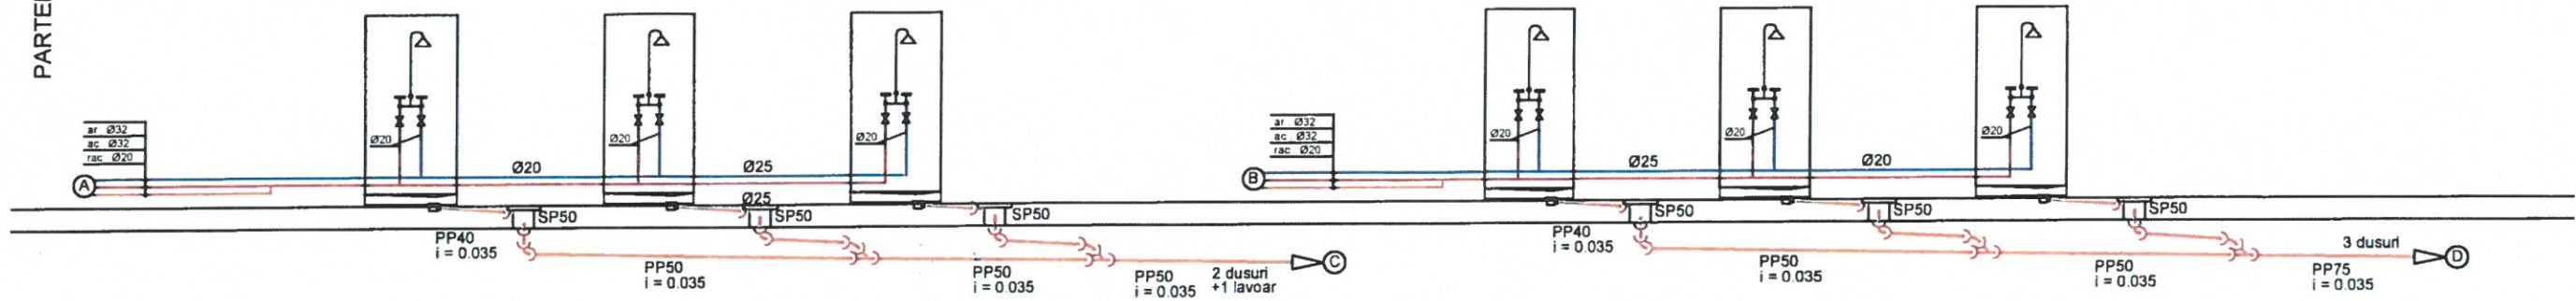 PARTER
ar Ø32
ac Ø32
rac Ø20
A
Ø20
Ø20
Ø20
Ø20
Ø25
Ø25
SP50
SP50
SP50
PP40
i = 0.035
PP50
i = 0.035
PP50
i = 0.035
PP50
i = 0.035
2 dusuri
+1 lavoar
C
ar Ø32
ac Ø32
rac Ø20
B
Ø20
Ø20
Ø20
Ø25
Ø20
SP50
SP50
SP50
PP40
i = 0.035
PP50
i = 0.035
PP50
i = 0.035
PP75
i = 0.035
3 dusuri
D